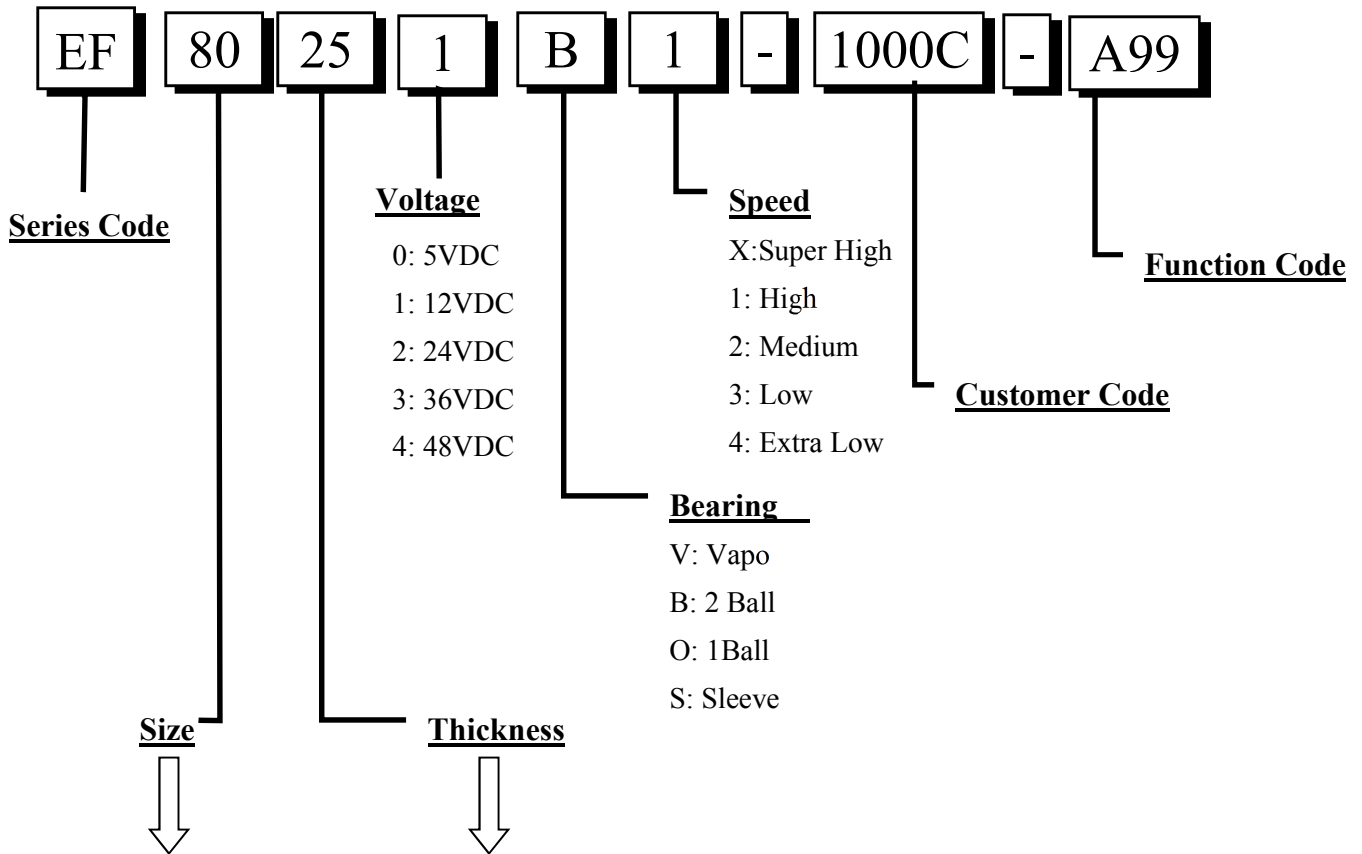 EF 80 25 1 B 1 - 1000C - A99
Series Code
Voltage
0: 5VDC
1: 12VDC
2: 24VDC
3: 36VDC
4: 48VDC
Speed
X:Super High
1: High
2: Medium
3: Low
4: Extra Low
Function Code
Customer Code
Bearing
V: Vapo
B: 2 Ball
O: 1Ball
S: Sleeve
Size
Thickness